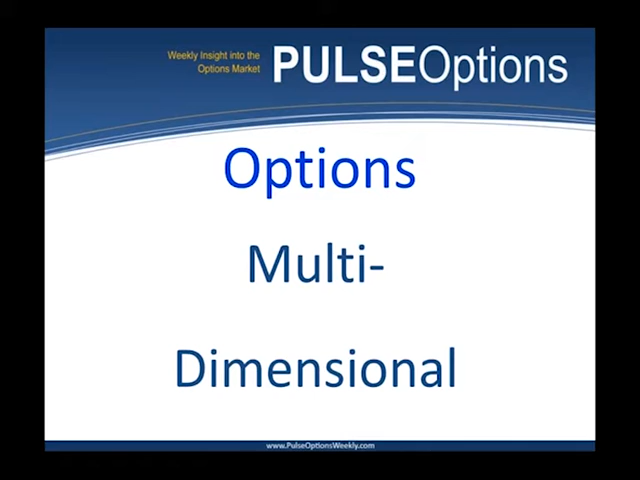 Weekly Insight into the
Options Market
PULSEOptions
Options
Multi-
Dimensional
www.PulseOptionsWeekly.com